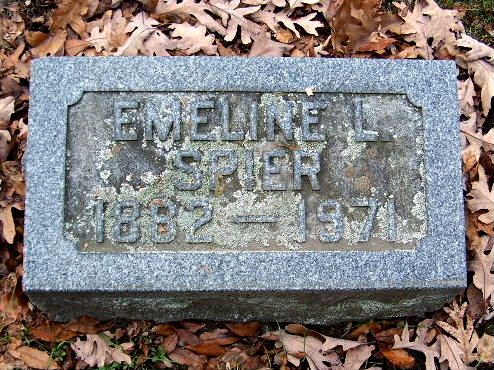 EMELINE L.
SPIER
1882 — 1971